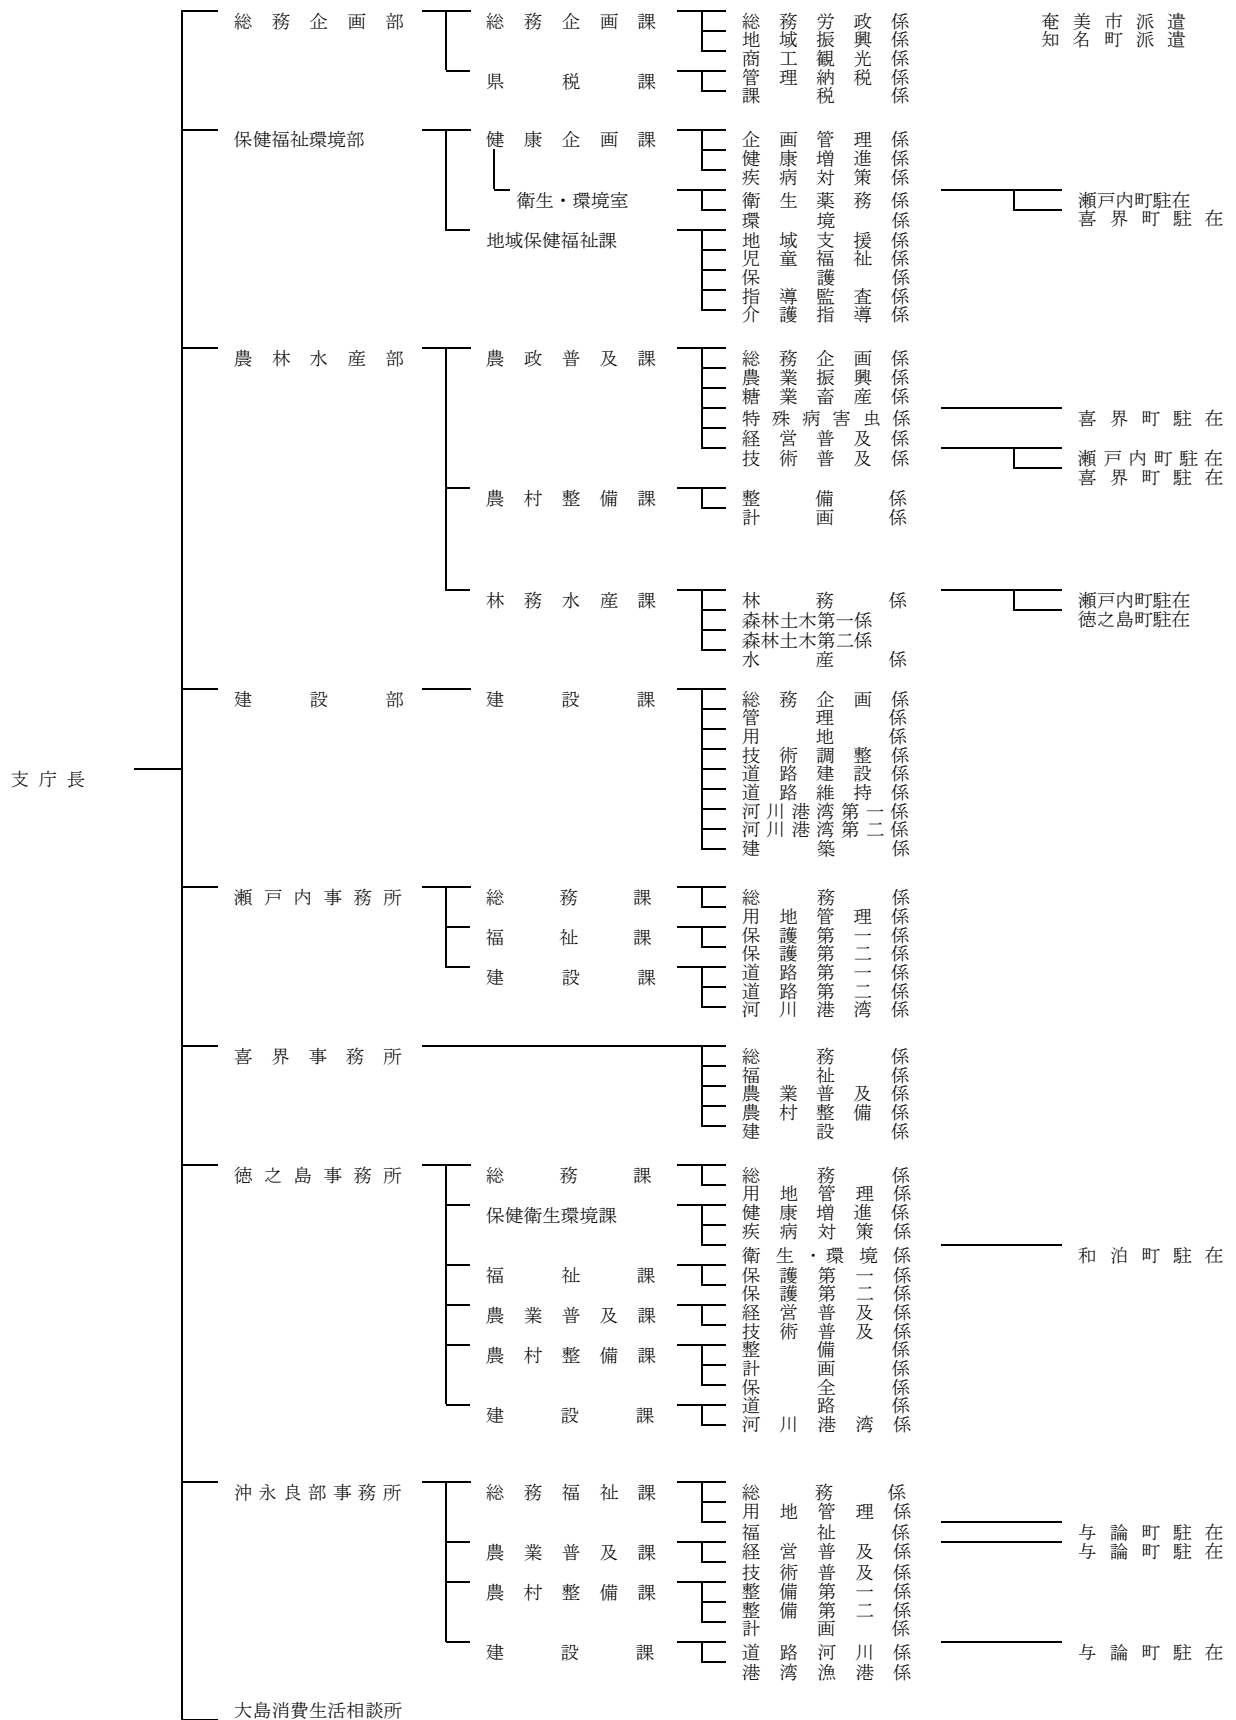 総務企画部 総務企画課 総務労政係 奄美市派遣
地域振興係 知名町派遣
商工観光係
県税課 管理納税係
課税係
保健福祉環境部 健康企画課 企画管理係
健康増進係
疾病対策係
衛生・環境室 衛生薬務係 瀬戸内町駐在
環境係 喜界町駐在
地域保健福祉課 地域支援係
児童福祉係
保護係
指導監査係
介護指導係
農林水産部 農政普及課 総務企画係
農業振興係
糖業畜産係
特殊病害虫係 喜界町駐在
経営普及係
技術普及係 瀬戸内町駐在
喜界町駐在
農村整備課 整備係
計画係
林務水産課 林務係 瀬戸内町駐在
森林土木第一係 徳之島町駐在
森林土木第二係
水産係
建設部 建設課 総務企画係
管理係
用地係
技術調整係
支庁長 道路建設係
道路維持係
河川港湾第一係
河川港湾第二係
建築係
瀬戸内事務所 総務課 総務係
用地管理係
福祉課 保護第一係
保護第二係
建設課 道路第一係
道路第二係
河川港湾係
喜界事務所 総務係
福祉係
農業普及係
農村整備係
建設係
徳之島事務所 総務課 総務係
用地管理係
保健衛生環境課 健康増進係
疾病対策係
衛生・環境係 和泊町駐在
福祉課 保護第一係
保護第二係
農業普及課 経営普及係
技術普及係
農村整備課 整備係
計画係
保全係
建設課 道路係
河川港湾係
沖永良部事務所 総務福祉課 総務係
用地管理係
福祉係 与論町駐在
農業普及課 経営普及係 与論町駐在
技術普及係
農村整備課 整備第一係
整備第二係
計画係
建設課 道路河川係 与論町駐在
港湾漁港係
大島消費生活相談所